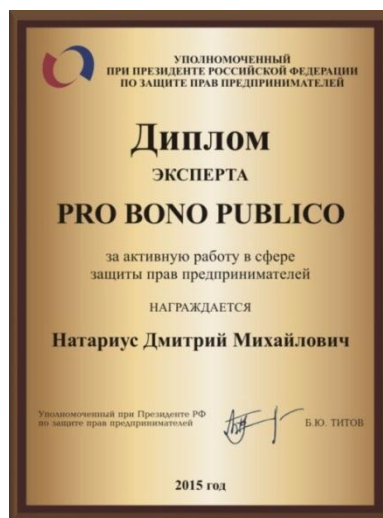 УПОЛНОМОЧЕННЫЙ
ПРИ ПРЕЗИДЕНТЕ РОССИЙСКОЙ ФЕДЕРАЦИИ
ПО ЗАЩИТЕ ПРАВ ПРЕДПРИНИМАТЕЛЕЙ
Диплом
ЭКСПЕРТА
PRO BONO PUBLICO
за активную работу в сфере
защиты прав предпринимателей
НАГРАЖДАЕТСЯ
Натариус Дмитрий Михайлович
Уполномоченный при Президенте РФ
по защите прав предпринимателей
Б.Ю. ТИТОВ
2015 год